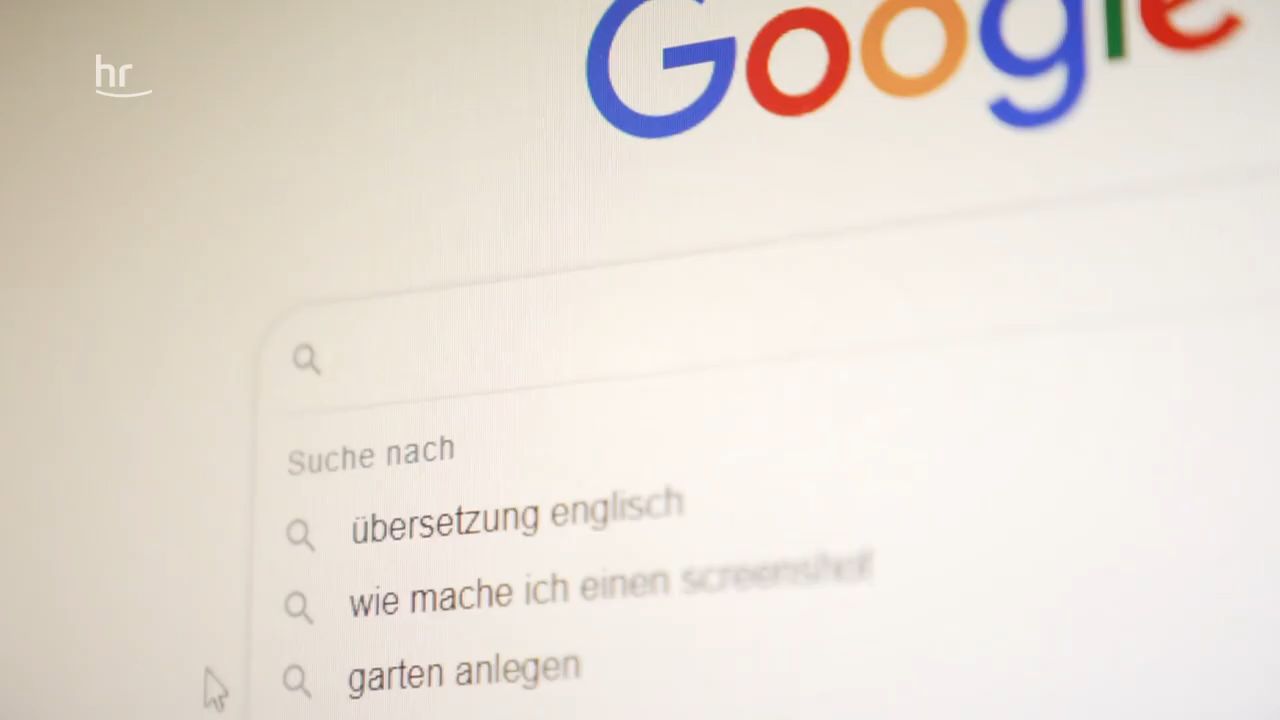 hr
Google
Suche nach
übersetzung englisch
wie mache ich einen screenshot
garten anlegen